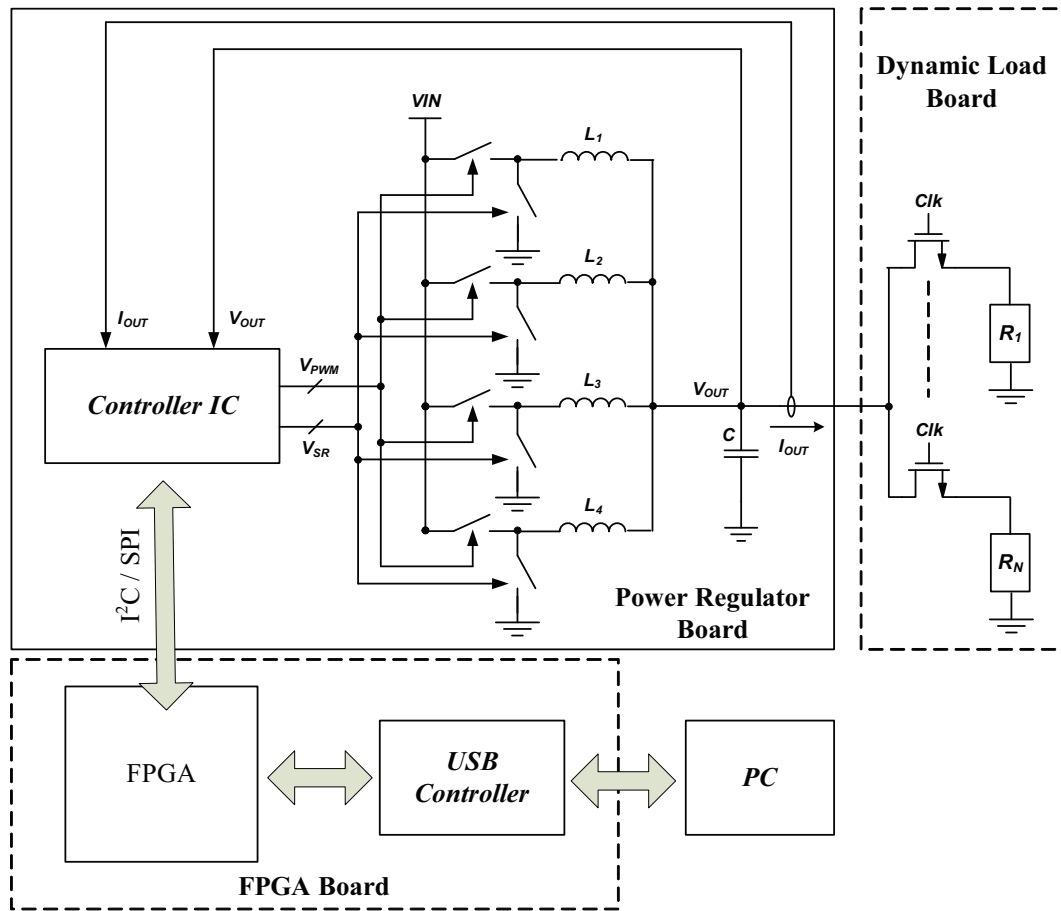 Dynamic Load
Board
VIN
L1
Clk
L2
IOUT
VOUT
R1
VPWM
L3
VOUT
Controller IC
Clk
C
IOUT
VSR
L4
RN
I²C / SPI
Power Regulator
Board
FPGA
USB
Controller
PC
FPGA Board